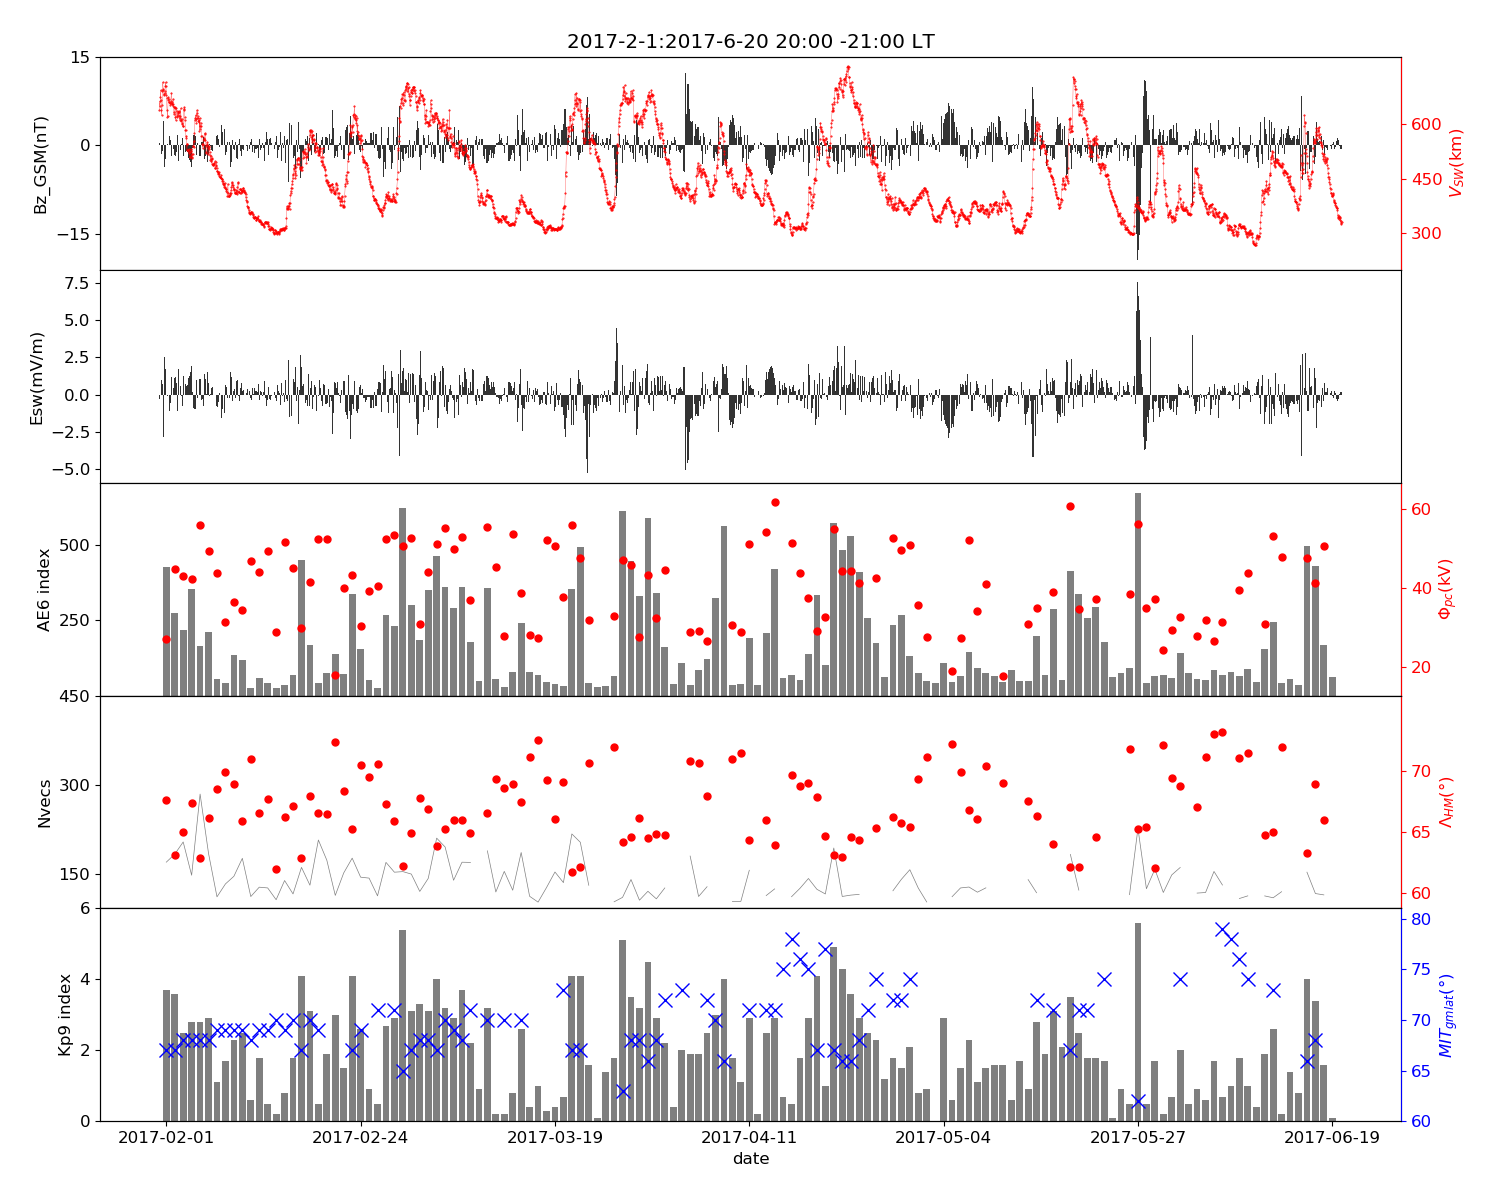 2017-2-1:2017-6-20 20:00 -21:00 LT
15
0
−15
Bz_GSM(nT)
600
450
300
V_SW(km)
7.5
5.0
2.5
0.0
−2.5
−5.0
Esw(mV/m)
500
250
AE6 index
60
40
20
Φ_pc(kV)
450
300
150
Nvecs
70
65
60
Λ_HM(°)
6
4
2
0
Kp9 index
80
75
70
65
60
MIT_gmlat(°)
2017-02-01 2017-02-24 2017-03-19 2017-04-11 2017-05-04 2017-05-27 2017-06-19
date